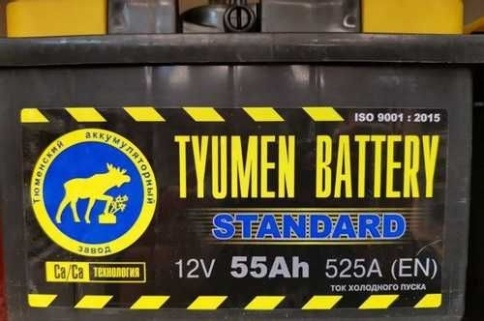 ISO 9001 : 2015
Тюменский аккумуляторный завод
TYUMEN BATTERY
STANDARD
Ca/Ca технология
12V 55Ah 525A (EN)
ТОК ХОЛОДНОГО ПУСКА